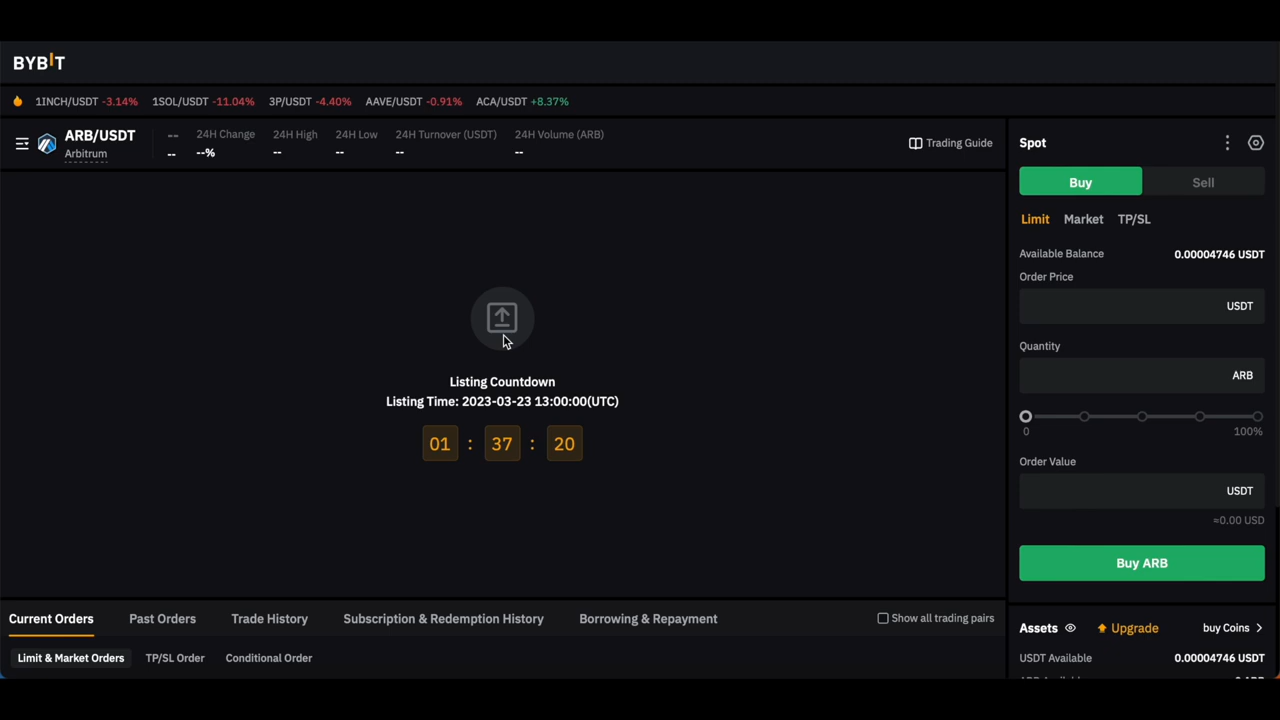 BYBIT
1INCH/USDT -3.14% 1SOL/USDT -11.04% 3P/USDT -4.40% AAVE/USDT -0.91% ACA/USDT +8.37%
ARB/USDT
Arbitrum
--
--
24H Change
--%
24H High
--
24H Low
--
24H Turnover (USDT)
--
24H Volume (ARB)
--
Trading Guide
Listing Countdown
Listing Time: 2023-03-23 13:00:00(UTC)
01 : 37 : 20
Spot
Buy Sell
Limit Market TP/SL
Available Balance 0.00004746 USDT
Order Price
USDT
Quantity
ARB
0 100%
Order Value
USDT
≈0.00 USD
Buy ARB
Current Orders Past Orders Trade History Subscription & Redemption History Borrowing & Repayment Show all trading pairs
Limit & Market Orders TP/SL Order Conditional Order
Assets Upgrade buy Coins
USDT Available 0.00004746 USDT